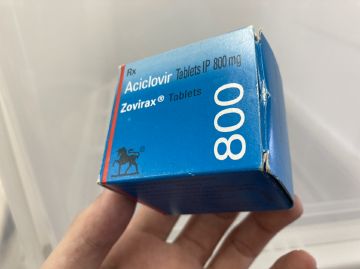 Rx
Aciclovir Tablets IP 800 mg
Zovirax® Tablets
800